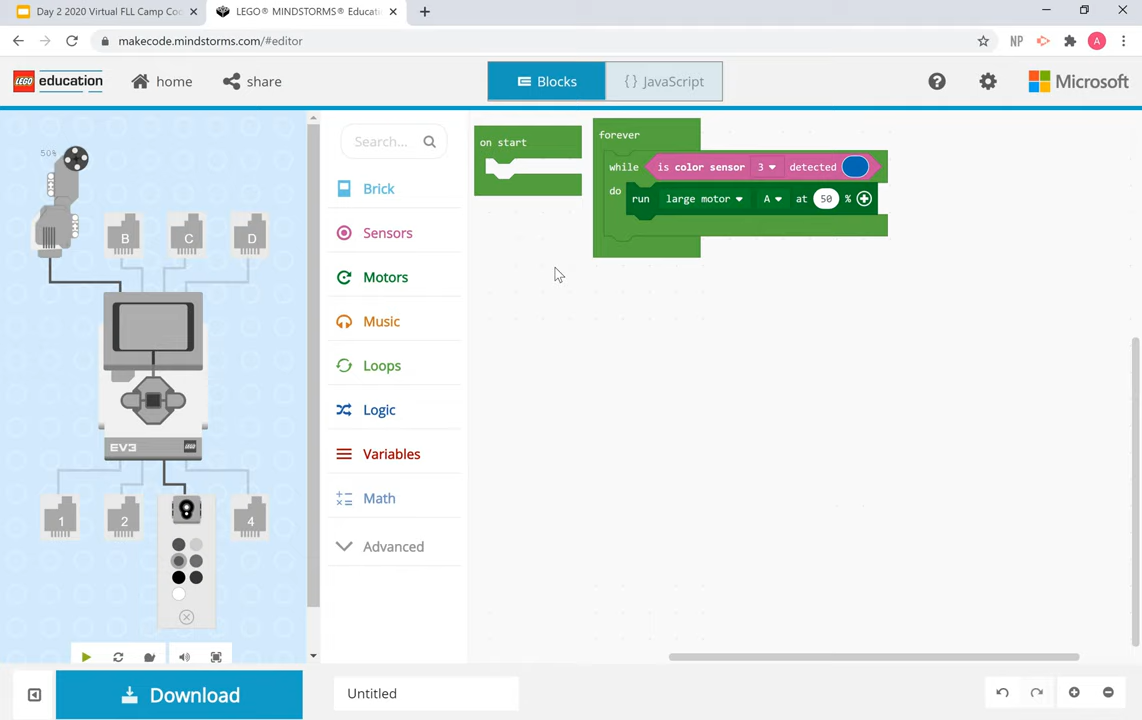 Day 2 2020 Virtual FLL Camp Co
LEGO® MINDSTORMS® Educati
makecode.mindstorms.com/#editor
NP
A
LEGO education
home
share
Blocks
{ } JavaScript
Microsoft
Search...
Brick
Sensors
Motors
Music
Loops
Logic
Variables
Math
Advanced
on start
forever
while is color sensor 3 detected
do run large motor A at 50 %
50%
B
C
D
EV3
LEGO
1
2
4
Download
Untitled